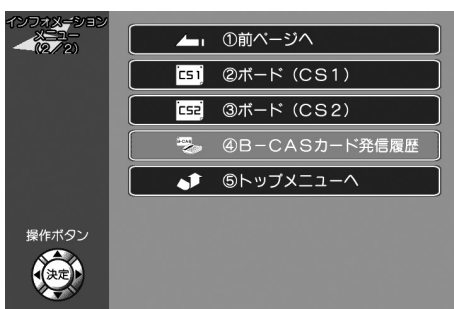 インフォメーション
メニュー
(2/2)
①前ページへ
CS1 ②ボード(CS1)
CS2 ③ボード(CS2)
B-CAS ④B-CASカード発信履歴
⑤トップメニューへ
操作ボタン
決定